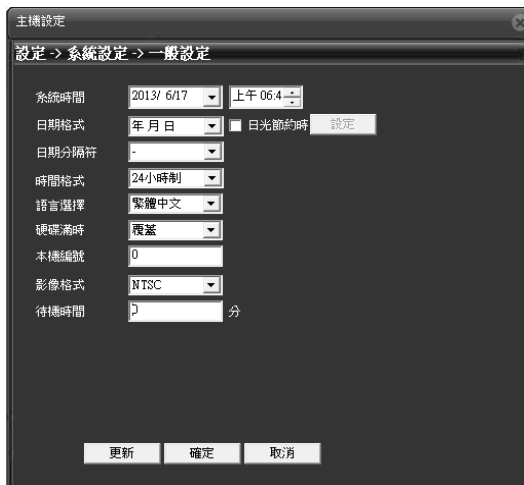 主機設定
設定 -> 系統設定 -> 一般設定
系統時間 2013/ 6/17 上午 06:4
日期格式 年 月 日 日光節約時 設定
日期分隔符 -
時間格式 24小時制
語言選擇 繁體中文
硬碟滿時 覆蓋
本機編號 0
影像格式 NTSC
待機時間 分
更新 確定 取消